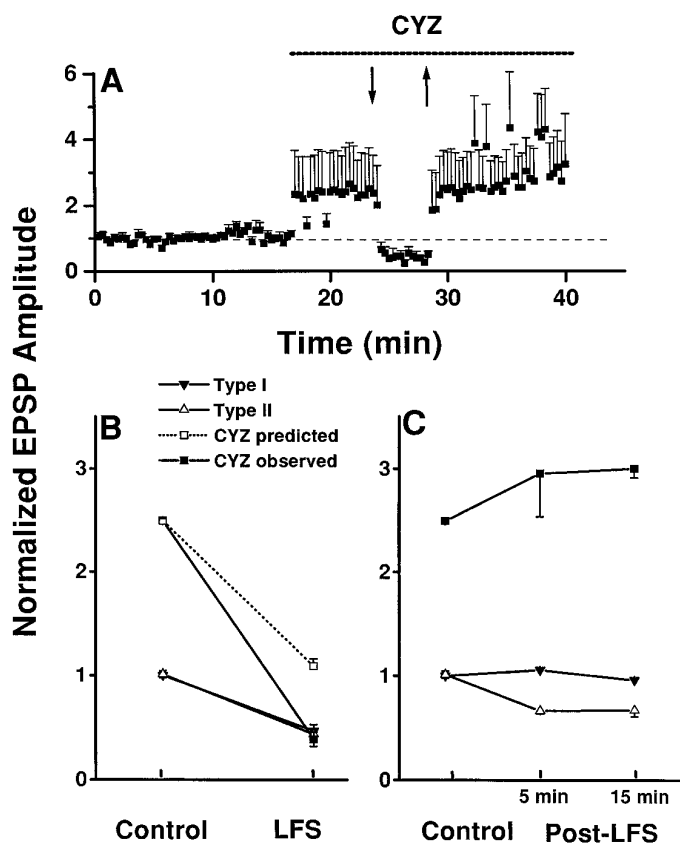 CYZ
A
6
4
2
0
0 10 20 30 40
Time (min)
Normalized EPSP Amplitude
Type I
Type II
CYZ predicted
CYZ observed
B
3
2
1
0
Control LFS
C
3
2
1
0
5 min 15 min
Control Post-LFS